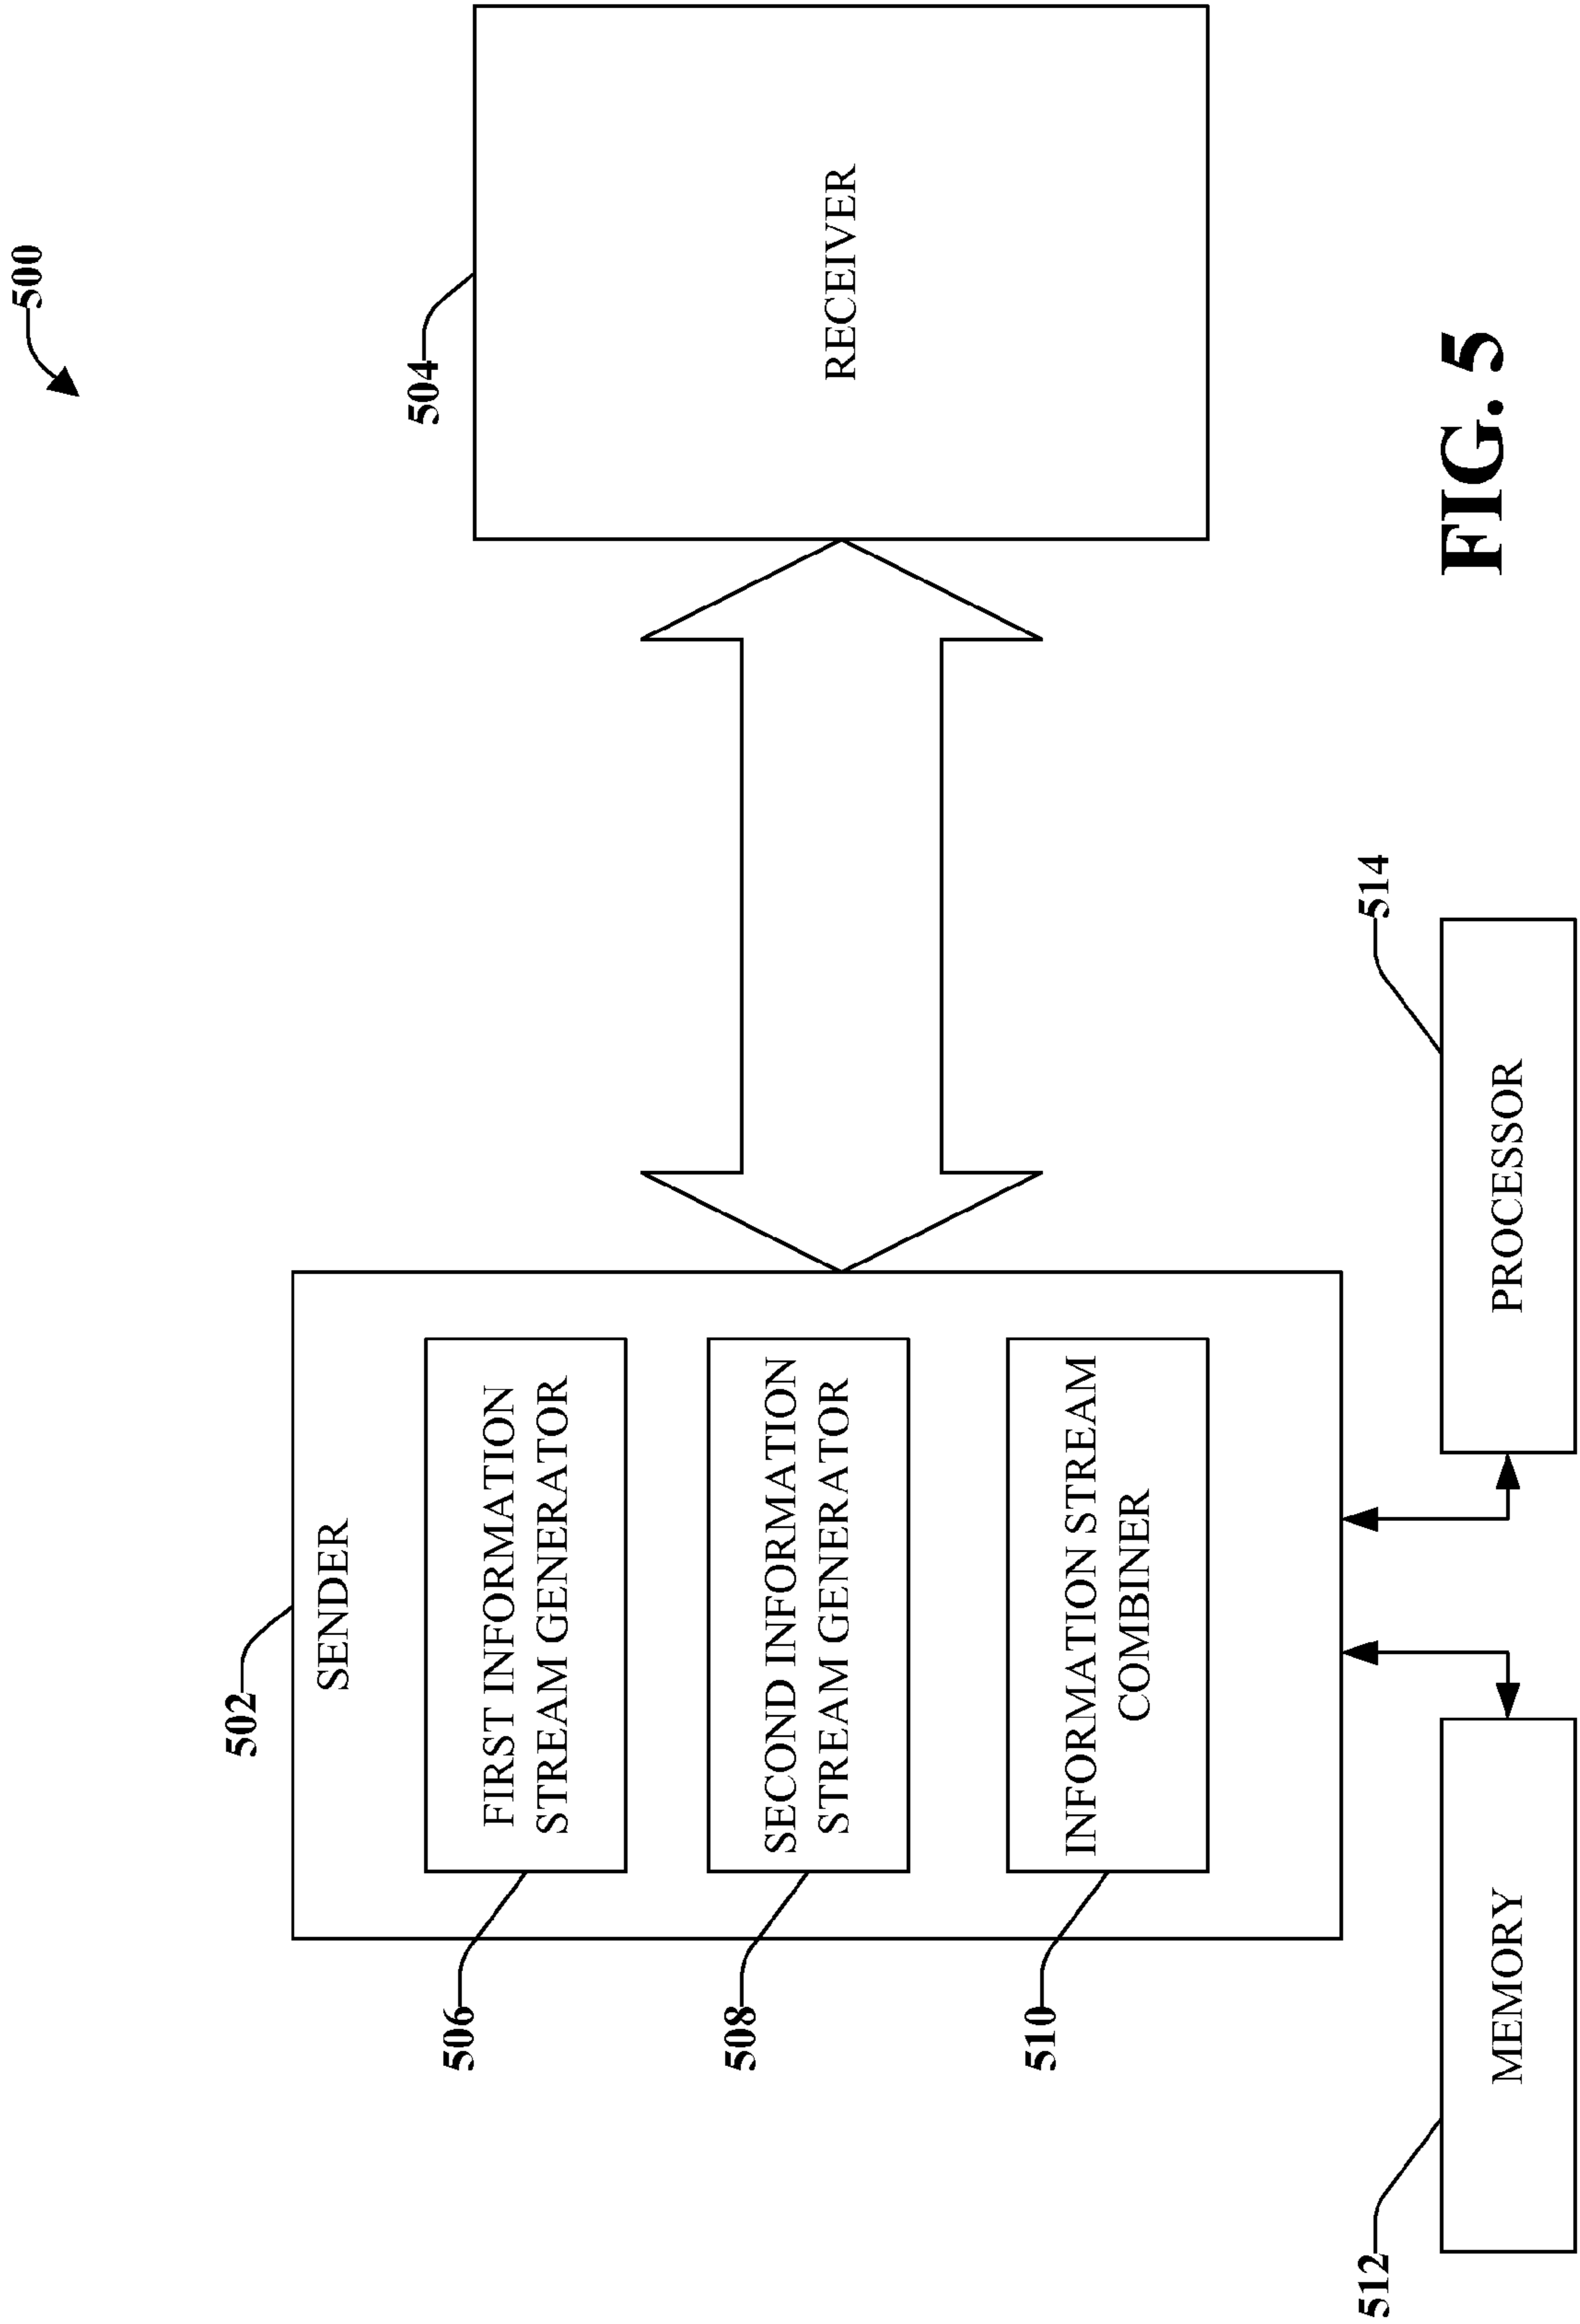 500
502
SENDER
504
506
FIRST INFORMATION
STREAM GENERATOR
508
SECOND INFORMATION
STREAM GENERATOR
RECEIVER
510
INFORMATION STREAM
COMBINER
512
MEMORY
514
PROCESSOR
FIG. 5